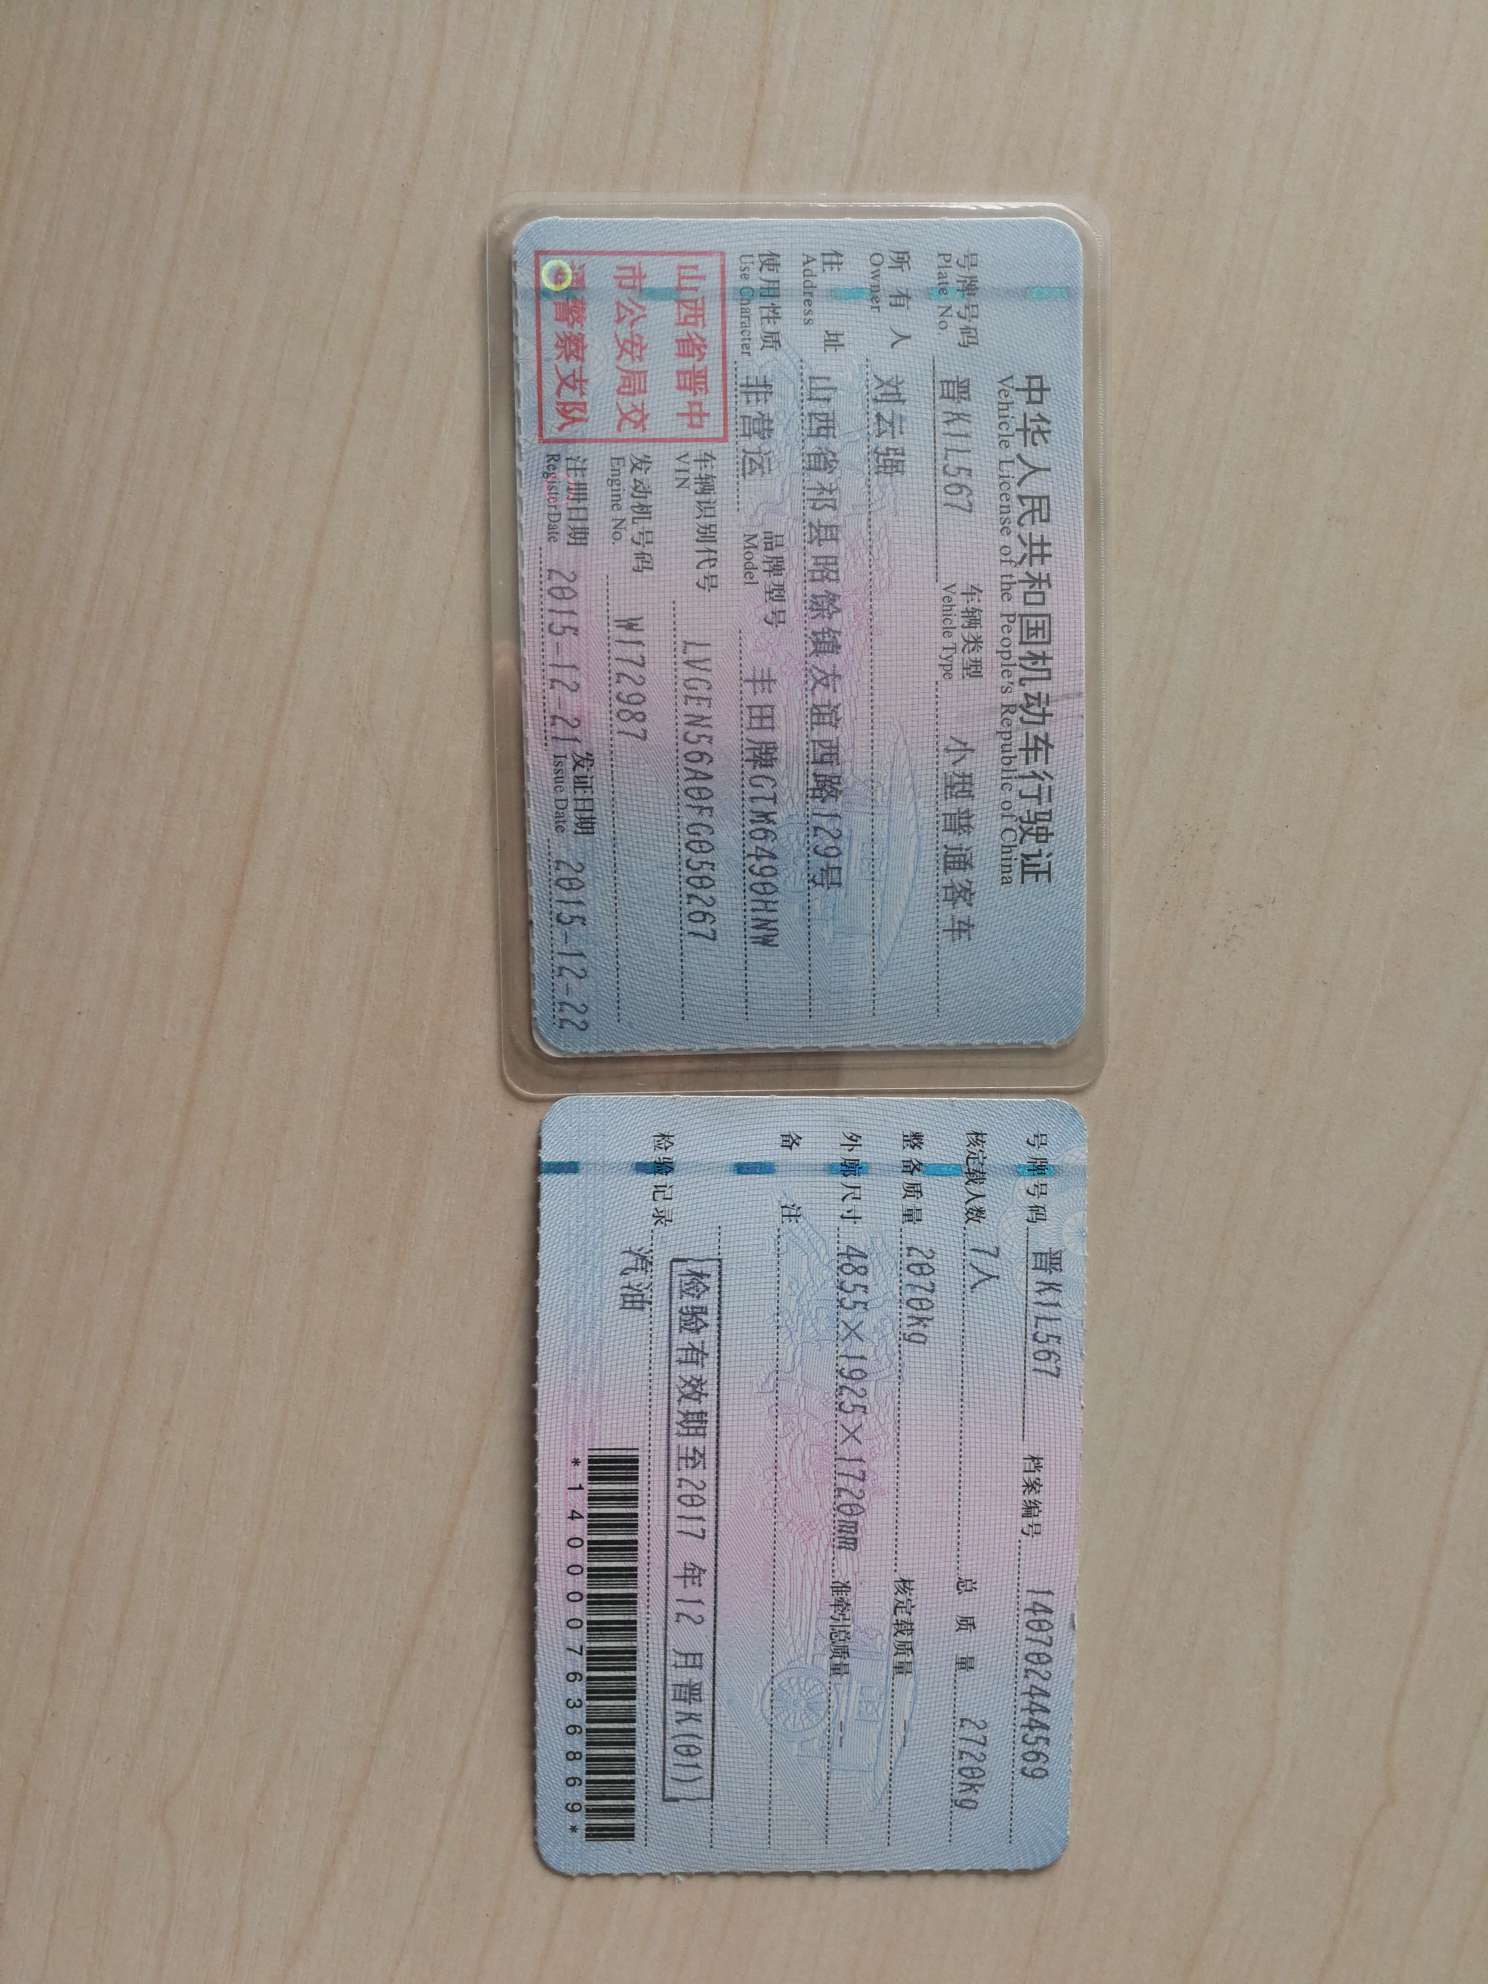 中华人民共和国机动车行驶证
Vehicle License of the People's Republic of China
号牌号码 晋K1L567 车辆类型 小型普通客车
Plate No. Vehicle Type
所有人 刘云强
Owner
住址 山西省祁县昭馀镇友谊西路129号
Address
使用性质 非营运 品牌型号 丰田牌GTM6490HNW
Use Character Model
山西省晋中
市公安局交
通警察支队
车辆识别代号 LVGEN56A0FG050267
VIN
发动机号码 W172987
Engine No.
注册日期 2015-12-21 发证日期 2015-12-22
Register Date Issue Date
号牌号码 晋K1L567 档案编号 140702444569
核定载人数 7人 总质量 2720kg
整备质量 2070kg 核定载质量 --
外廓尺寸 4855×1925×1720mm 准牵引总质量 --
备注
检验有效期至2017年12月晋K(01)
检验记录
汽油
*1400007636869*